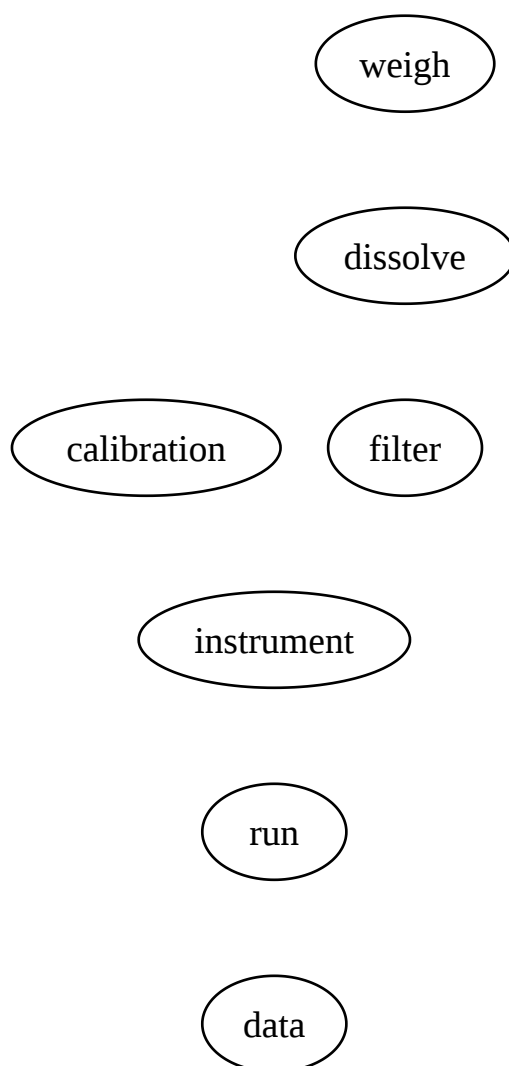 weigh
dissolve
calibration filter
instrument
run
data